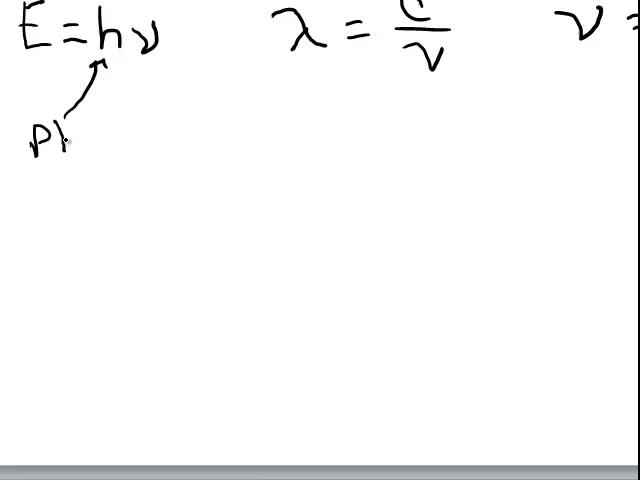 E = hν λ = c/ν ν =
Pl